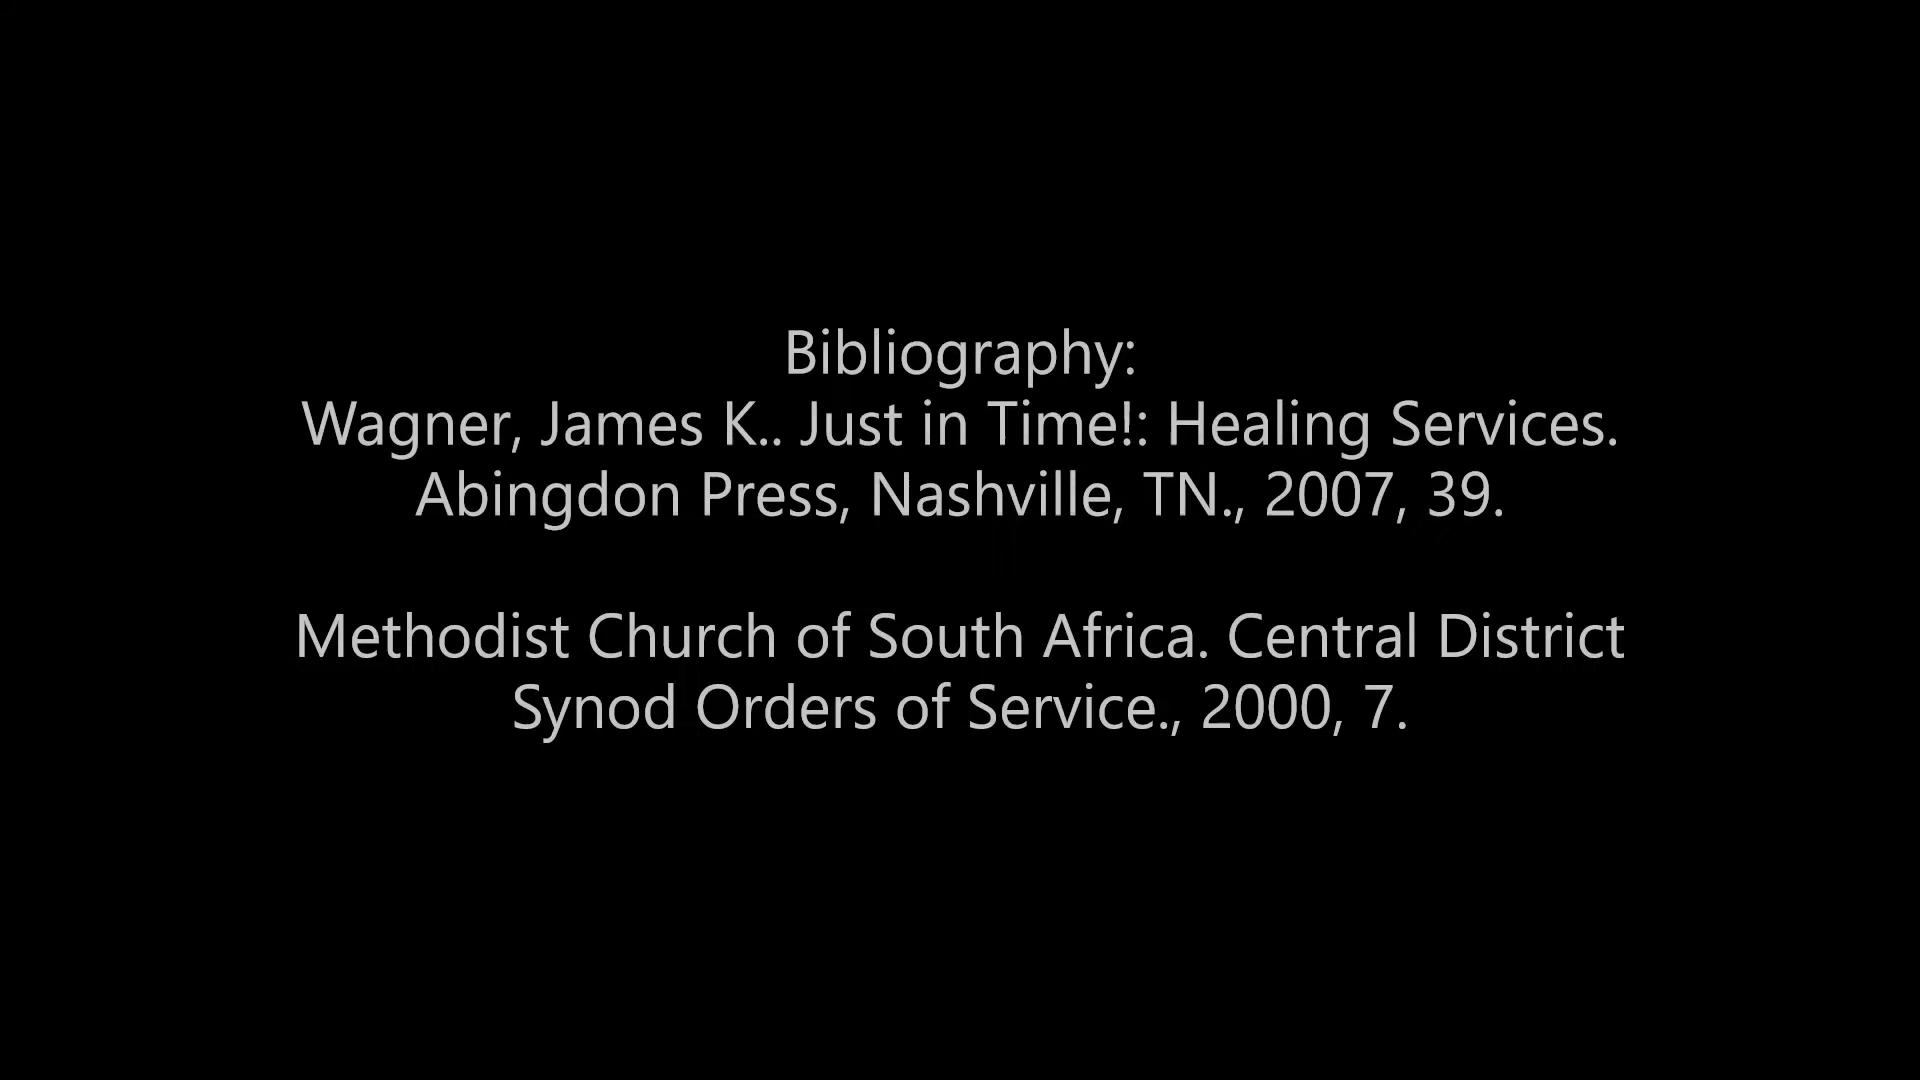 Bibliography:
Wagner, James K.. Just in Time!: Healing Services.
Abingdon Press, Nashville, TN., 2007, 39.
Methodist Church of South Africa. Central District
Synod Orders of Service., 2000, 7.